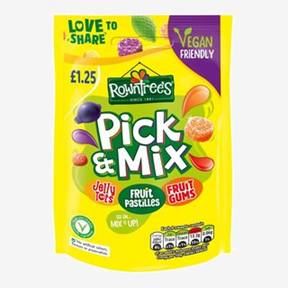 LOVE TO
SHARE
VEGAN
FRIENDLY
£1.25
ROWNTREE'S
SINCE 1881
Pick
& Mix
Jelly
Tots
FRUiT
PASTiLLES
FRUiT
GUMS
GO ON,
MiX iT UP!